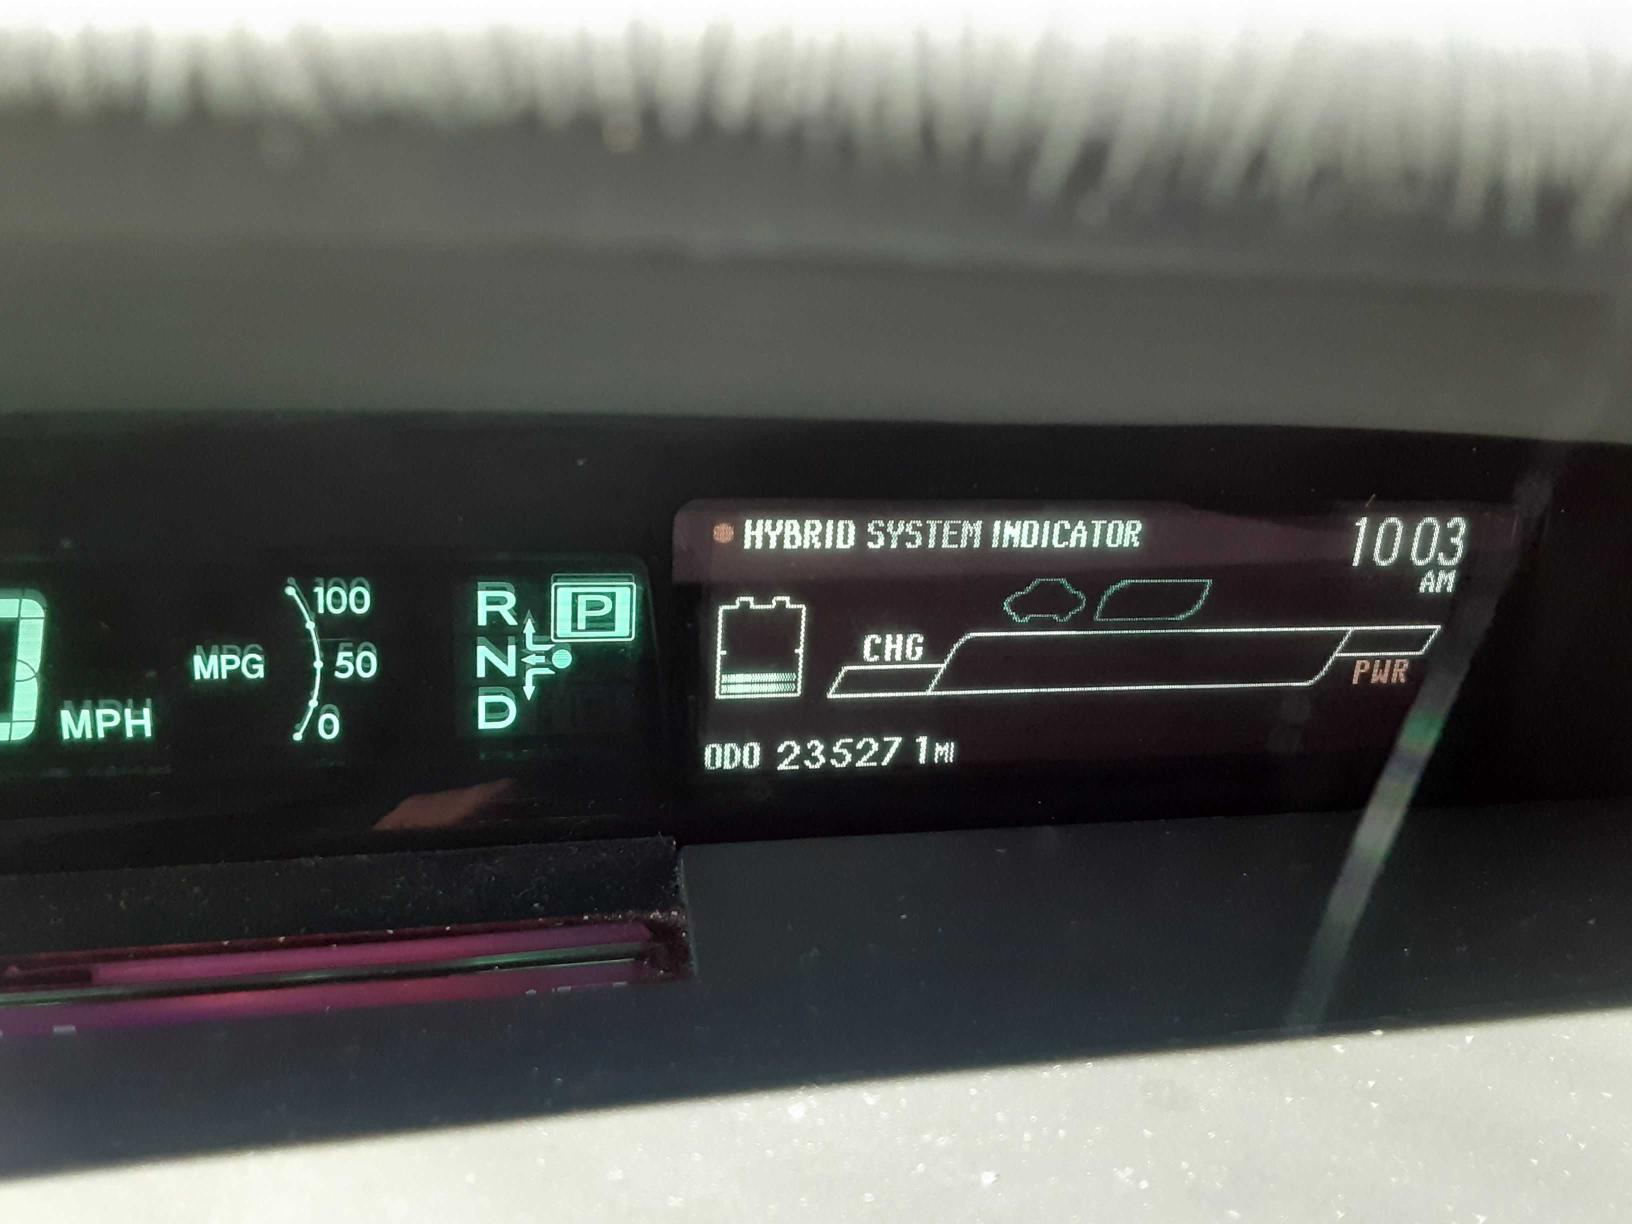 HYBRID SYSTEM INDICATOR
10 03
AM
100
MPG
50
0
MPH
R
P
N
D
CHG
PWR
ODO 235271 MI